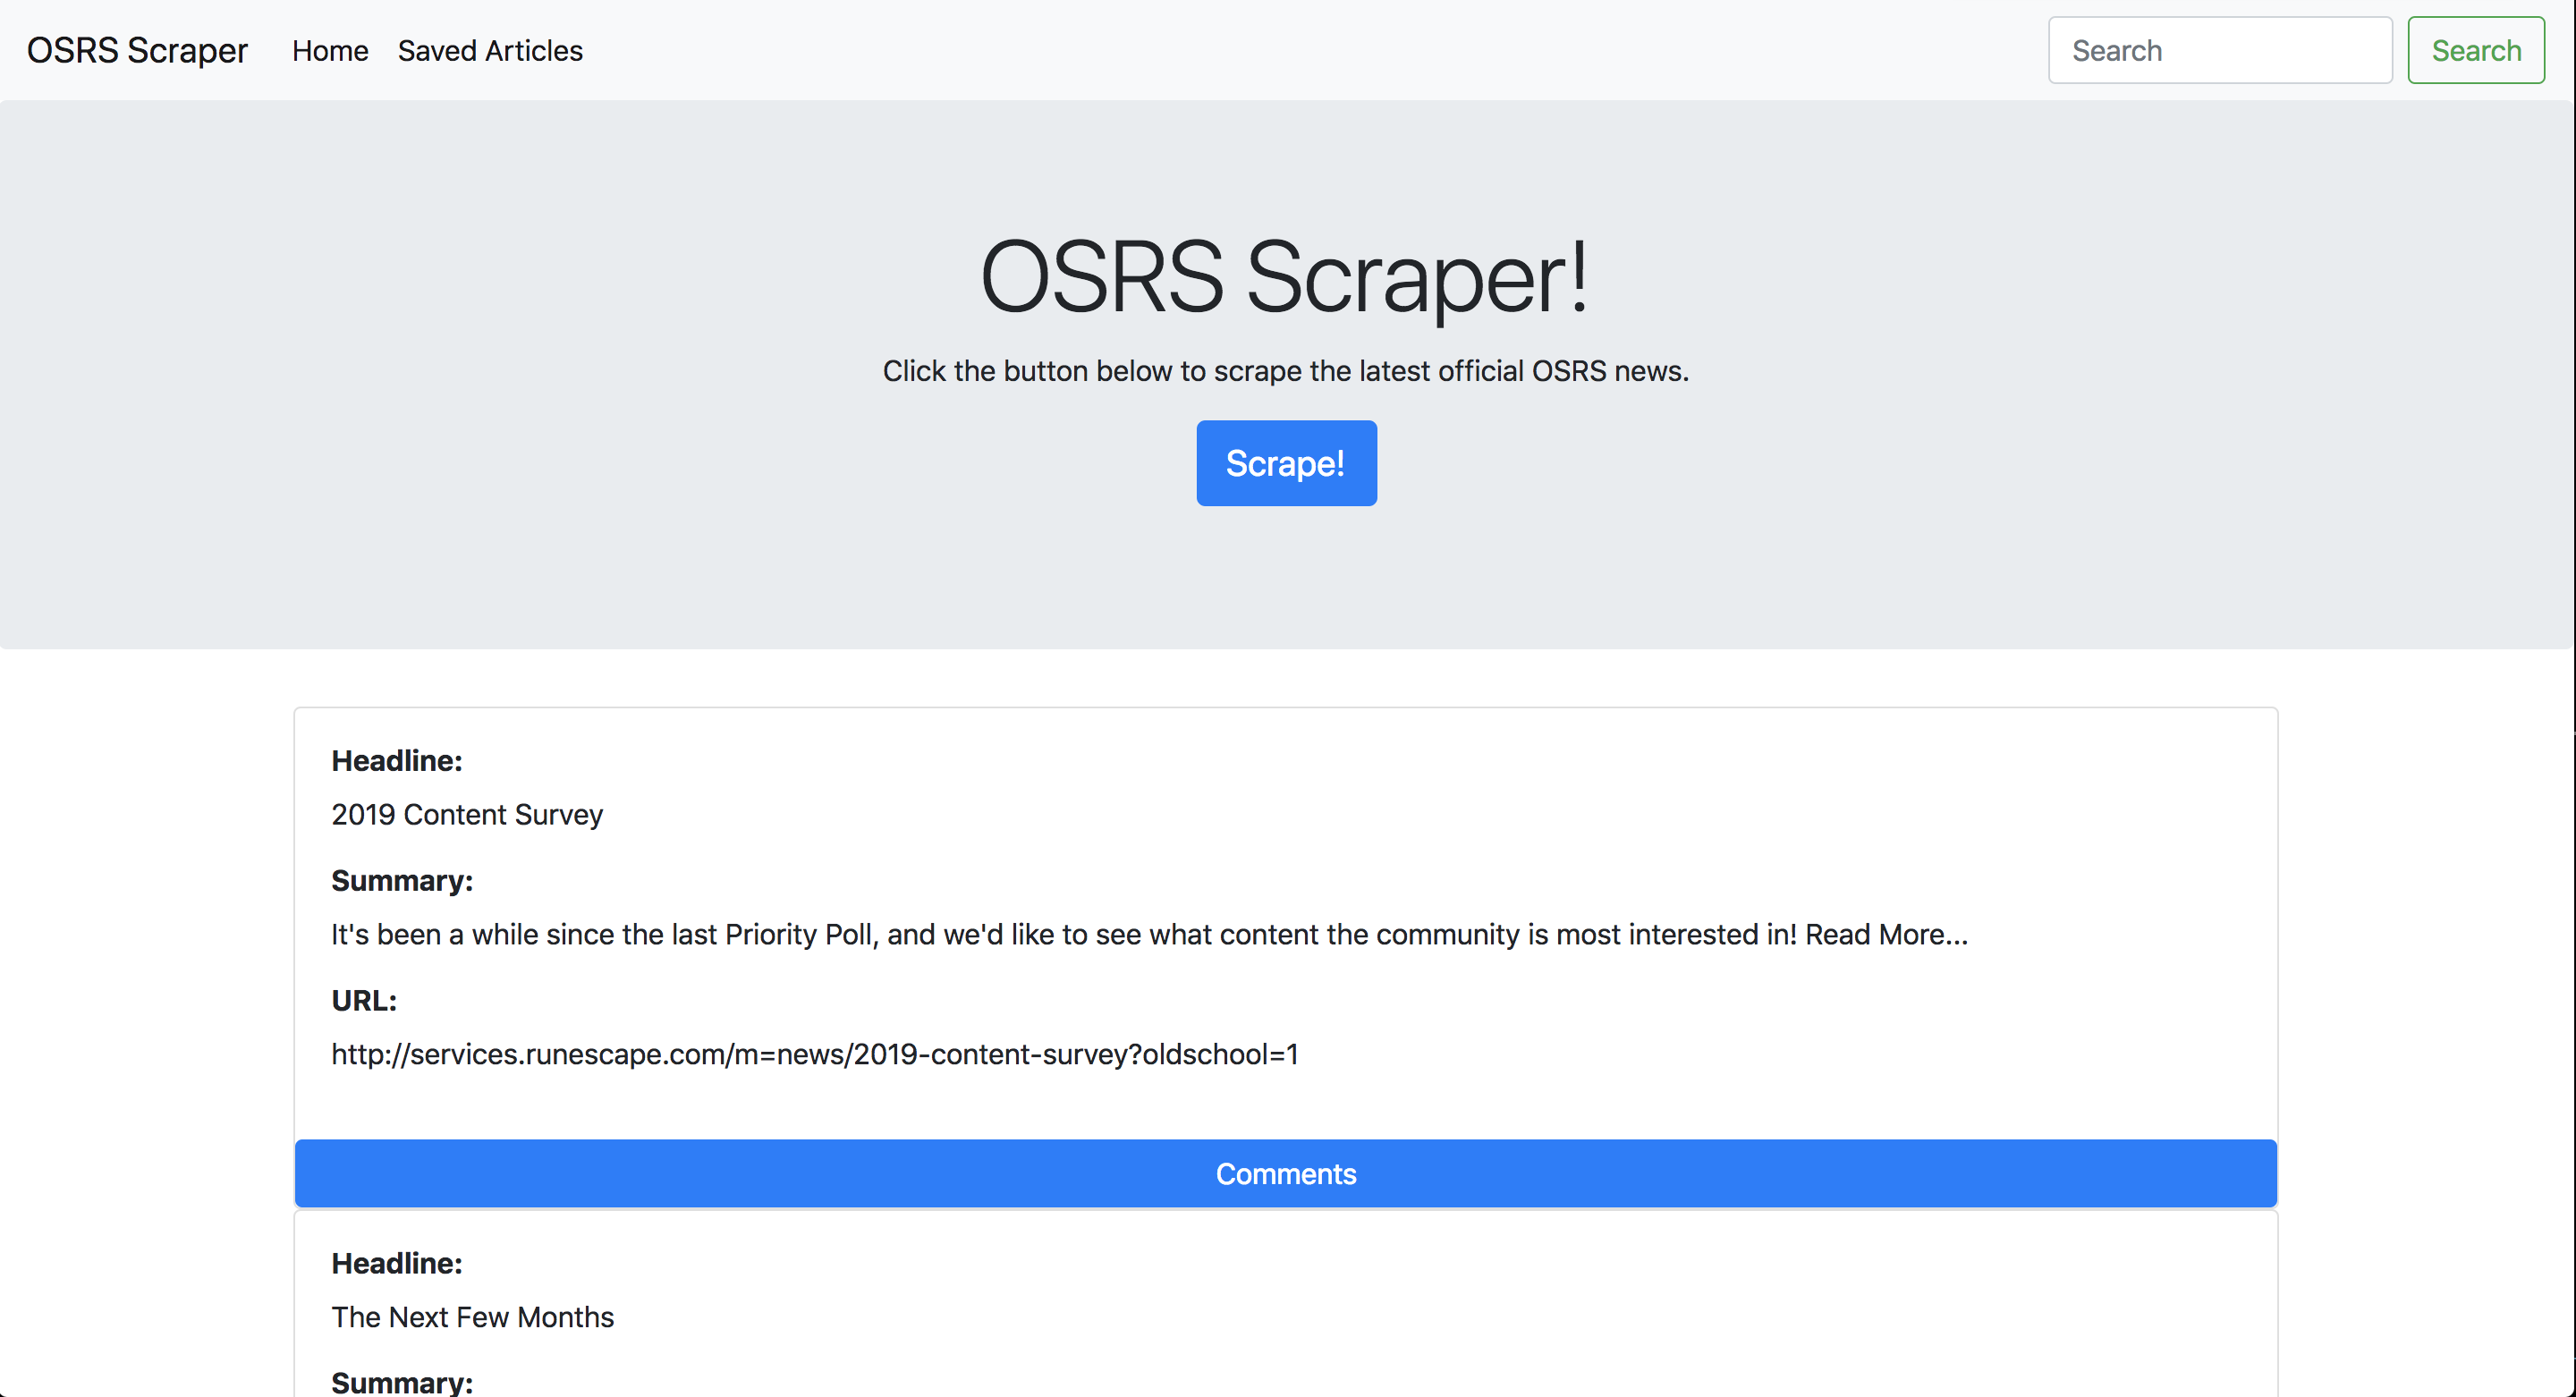 OSRS Scraper Home Saved Articles Search Search
OSRS Scraper!
Click the button below to scrape the latest official OSRS news.
Scrape!
Headline:
2019 Content Survey
Summary:
It's been a while since the last Priority Poll, and we'd like to see what content the community is most interested in! Read More...
URL:
http://services.runescape.com/m=news/2019-content-survey?oldschool=1
Comments
Headline:
The Next Few Months
Summary: